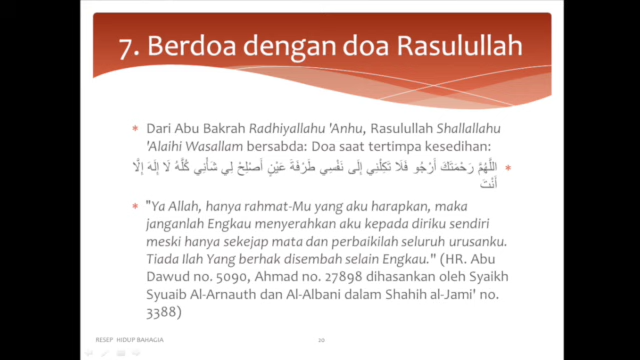 7. Berdoa dengan doa Rasulullah
Dari Abu Bakrah Radhiyallahu 'Anhu, Rasulullah Shallallahu
'Alaihi Wasallam bersabda: Doa saat tertimpa kesedihan:
اللَّهُمَّ رَحْمَتَكَ أَرْجُو فَلَا تَكِلْنِي إِلَى نَفْسِي طَرْفَةَ عَيْنٍ أَصْلِحْ لِي شَأْنِي كُلَّهُ لَا إِلَهَ إِلَّا
أَنْتَ
"Ya Allah, hanya rahmat-Mu yang aku harapkan, maka
janganlah Engkau menyerahkan aku kepada diriku sendiri
meski hanya sekejap mata dan perbaikilah seluruh urusanku.
Tiada Ilah Yang berhak disembah selain Engkau." (HR. Abu
Dawud no. 5090, Ahmad no. 27898 dihasankan oleh Syaikh
Syuaib Al-Arnauth dan Al-Albani dalam Shahih al-Jami' no.
3388)
RESEP HIDUP BAHAGIA
20